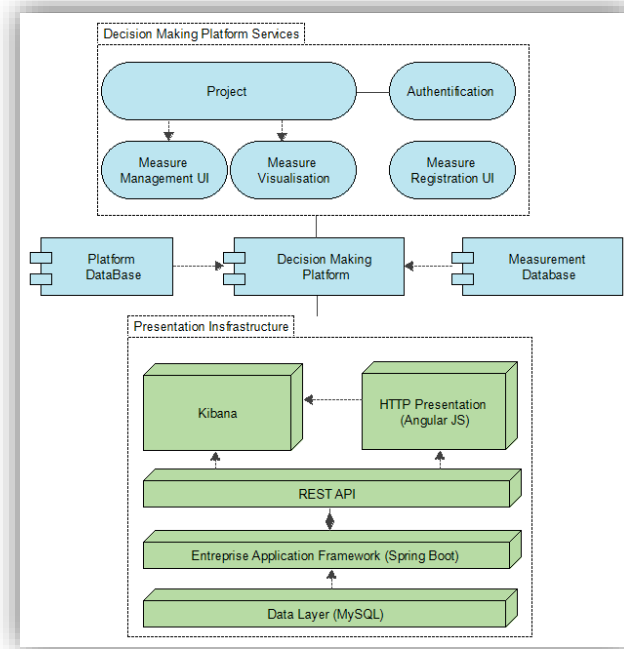 Decision Making Platform Services
Project
Authentification
Measure
Management UI
Measure
Visualisation
Measure
Registration UI
Platform
DataBase
Decision Making
Platform
Measurement
Database
Presentation Insfrastructure
Kibana
HTTP Presentation
(Angular JS)
REST API
Entreprise Application Framework (Spring Boot)
Data Layer (MySQL)